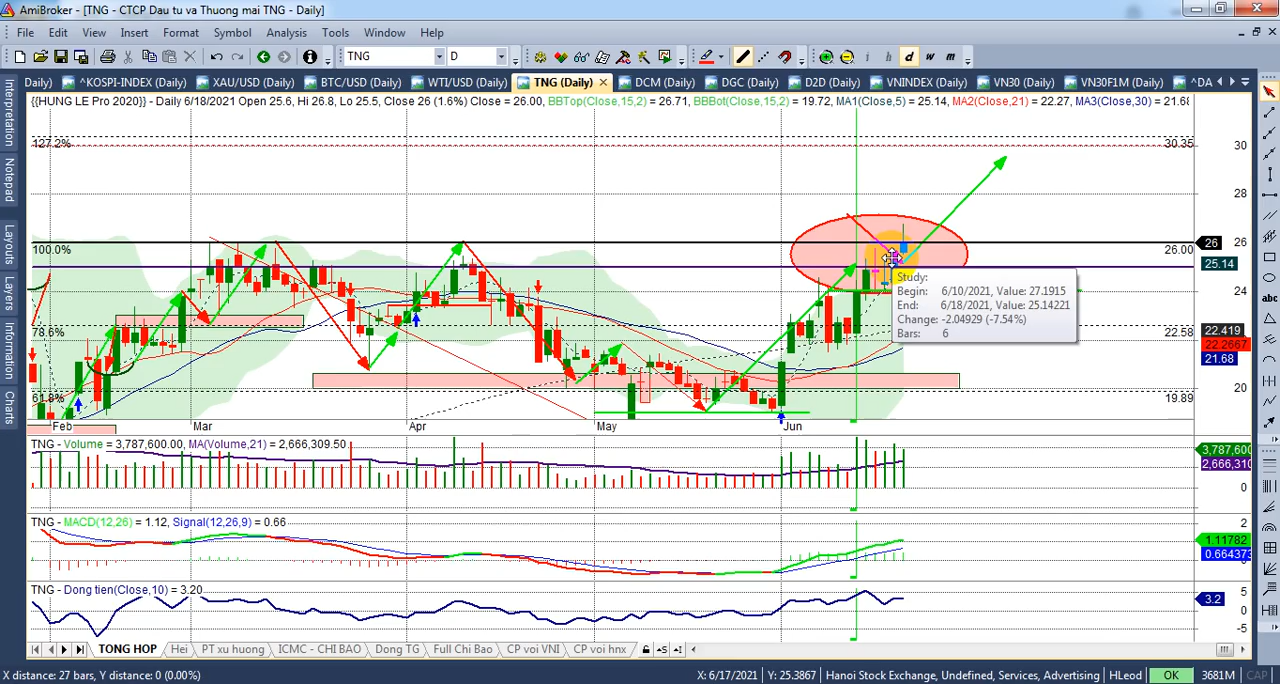 AmiBroker - [TNG - CTCP Dau tu va Thuong mai TNG - Daily]
File Edit View Insert Format Symbol Analysis Tools Window Help
TNG D i h d w m
Daily) ^KOSPI-INDEX (Daily) XAU/USD (Daily) BTC/USD (Daily) WTI/USD (Daily) TNG (Daily) DCM (Daily) DGC (Daily) D2D (Daily) VNINDEX (Daily) VN30 (Daily) VN30F1M (Daily) ^DA
{{HUNG LE Pro 2020}} - Daily 6/18/2021 Open 25.6, Hi 26.8, Lo 25.5, Close 26 (1.6%) Close = 26.00, BBTop(Close,15,2) = 26.71, BBBot(Close,15,2) = 19.72, MA1(Close,5) = 25.14, MA2(Close,21) = 22.27, MA3(Close,30) = 21.68
Interpretation
Notepad
Layouts
Layers
Information
Charts
127.2% 30.35 30
28
100.0% 26.00 26 26
25.14
24
78.6% 22.58 22.419
22.2667
21.68
61.8% 19.89 20
Study:
Begin: 6/10/2021, Value: 27.1915
End: 6/18/2021, Value: 25.14221
Change: -2.04929 (-7.54%)
Bars: 6
Feb Mar Apr May Jun
TNG - Volume = 3,787,600.00, MA(Volume,21) = 2,666,309.50
3,787,600
2,666,310
0
TNG - MACD(12,26) = 1.12, Signal(12,26,9) = 0.66
2
1.11782
0.664373
TNG - Dong tien(Close,10) = 3.20
5
3.2
0
-5
TONG HOP Hei PT xu huong ICMC - CHI BAO Dong TG Full Chi Bao CP voi VNI CP voi hnx
X distance: 27 bars, Y distance: 0 (0.00%) X: 6/17/2021 Y: 25.3867 Hanoi Stock Exchange, Undefined, Services, Advertising HLeod OK 3681M CAP
abc